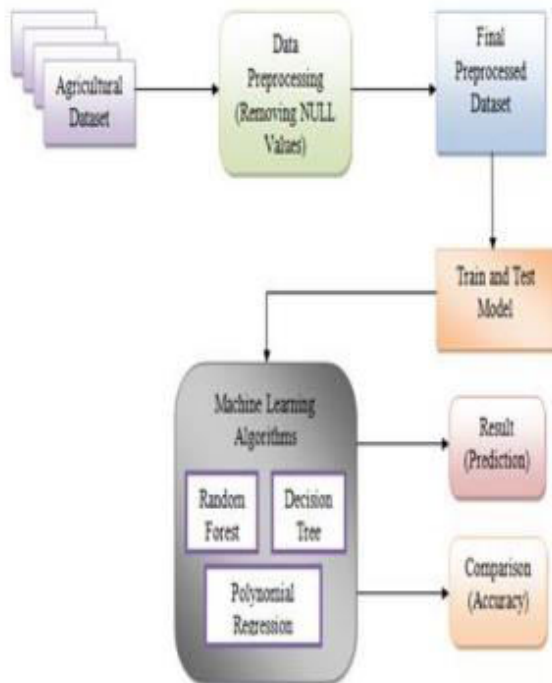 Agricultural
Dataset
Data
Preprocessing
(Removing NULL
Values)
Final
Preprocessed
Dataset
Train and Test
Model
Machine Learning
Algorithms
Random
Forest
Decision
Tree
Polynomial
Regression
Result
(Prediction)
Comparison
(Accuracy)